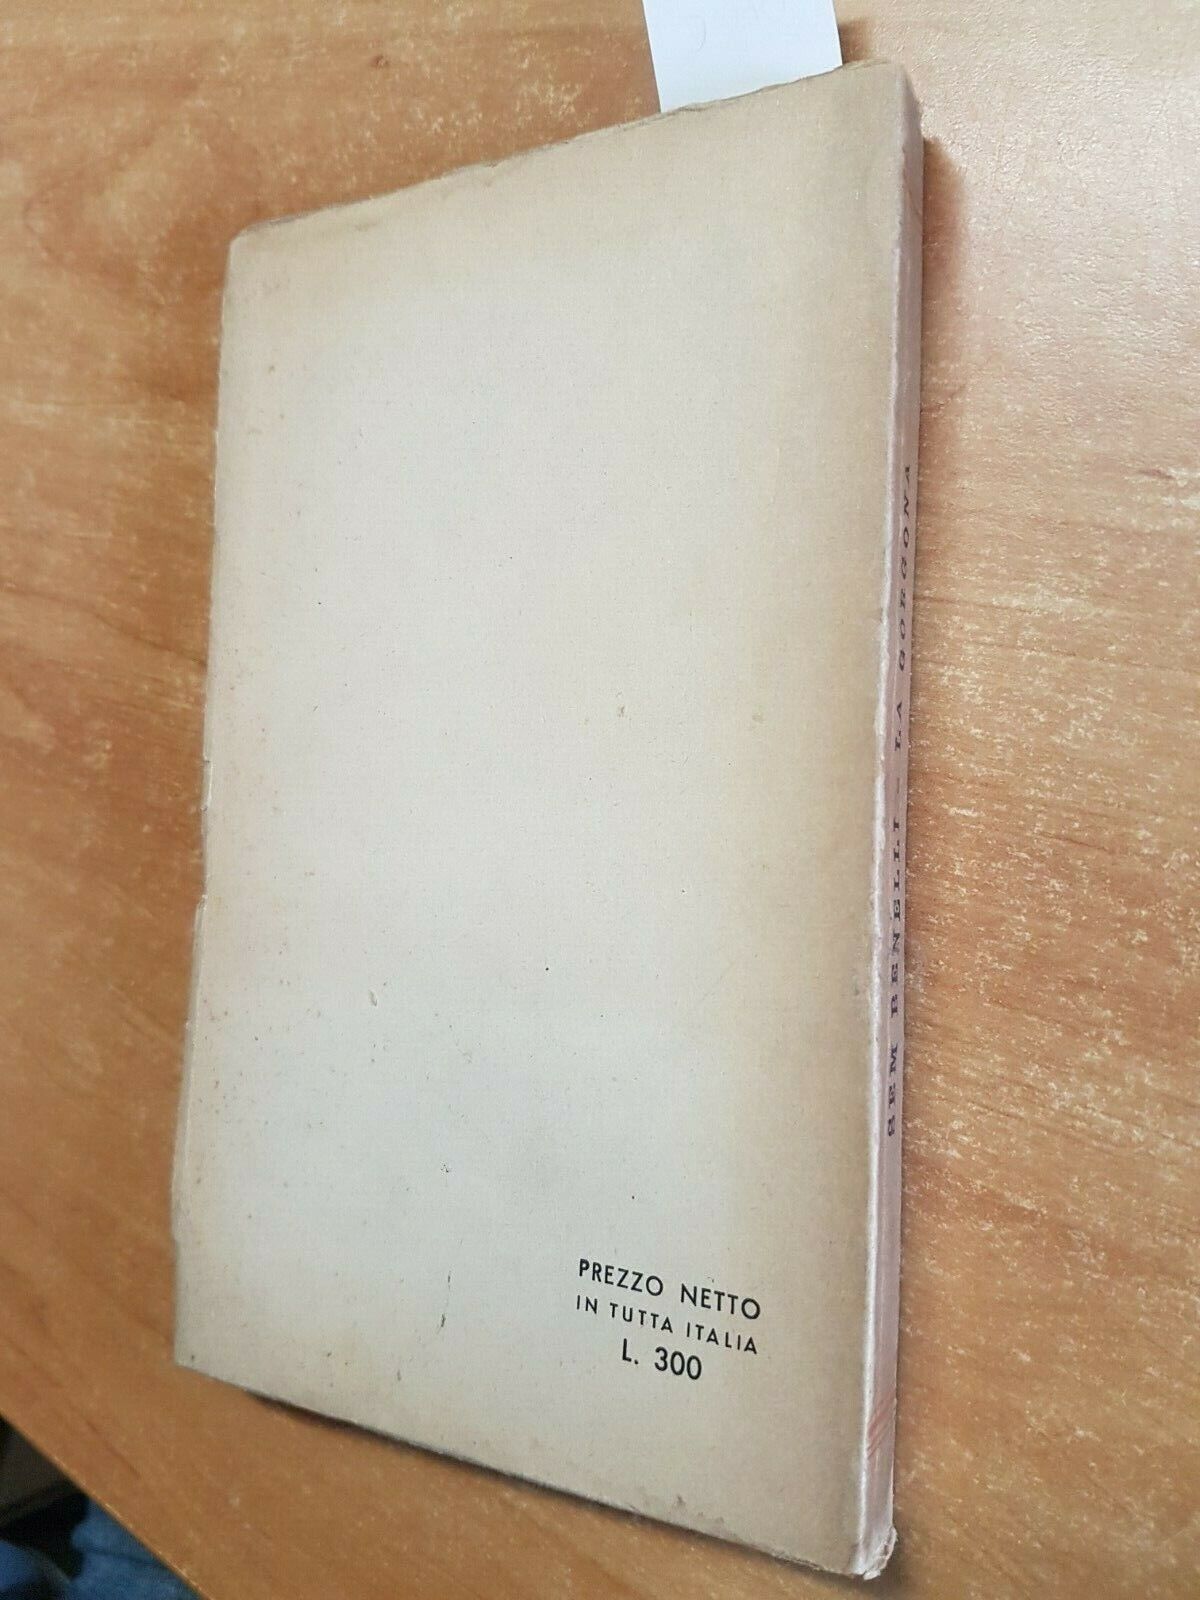 PREZZO NETTO
IN TUTTA ITALIA
L. 300
SEM BENELLI - LA GORGONA